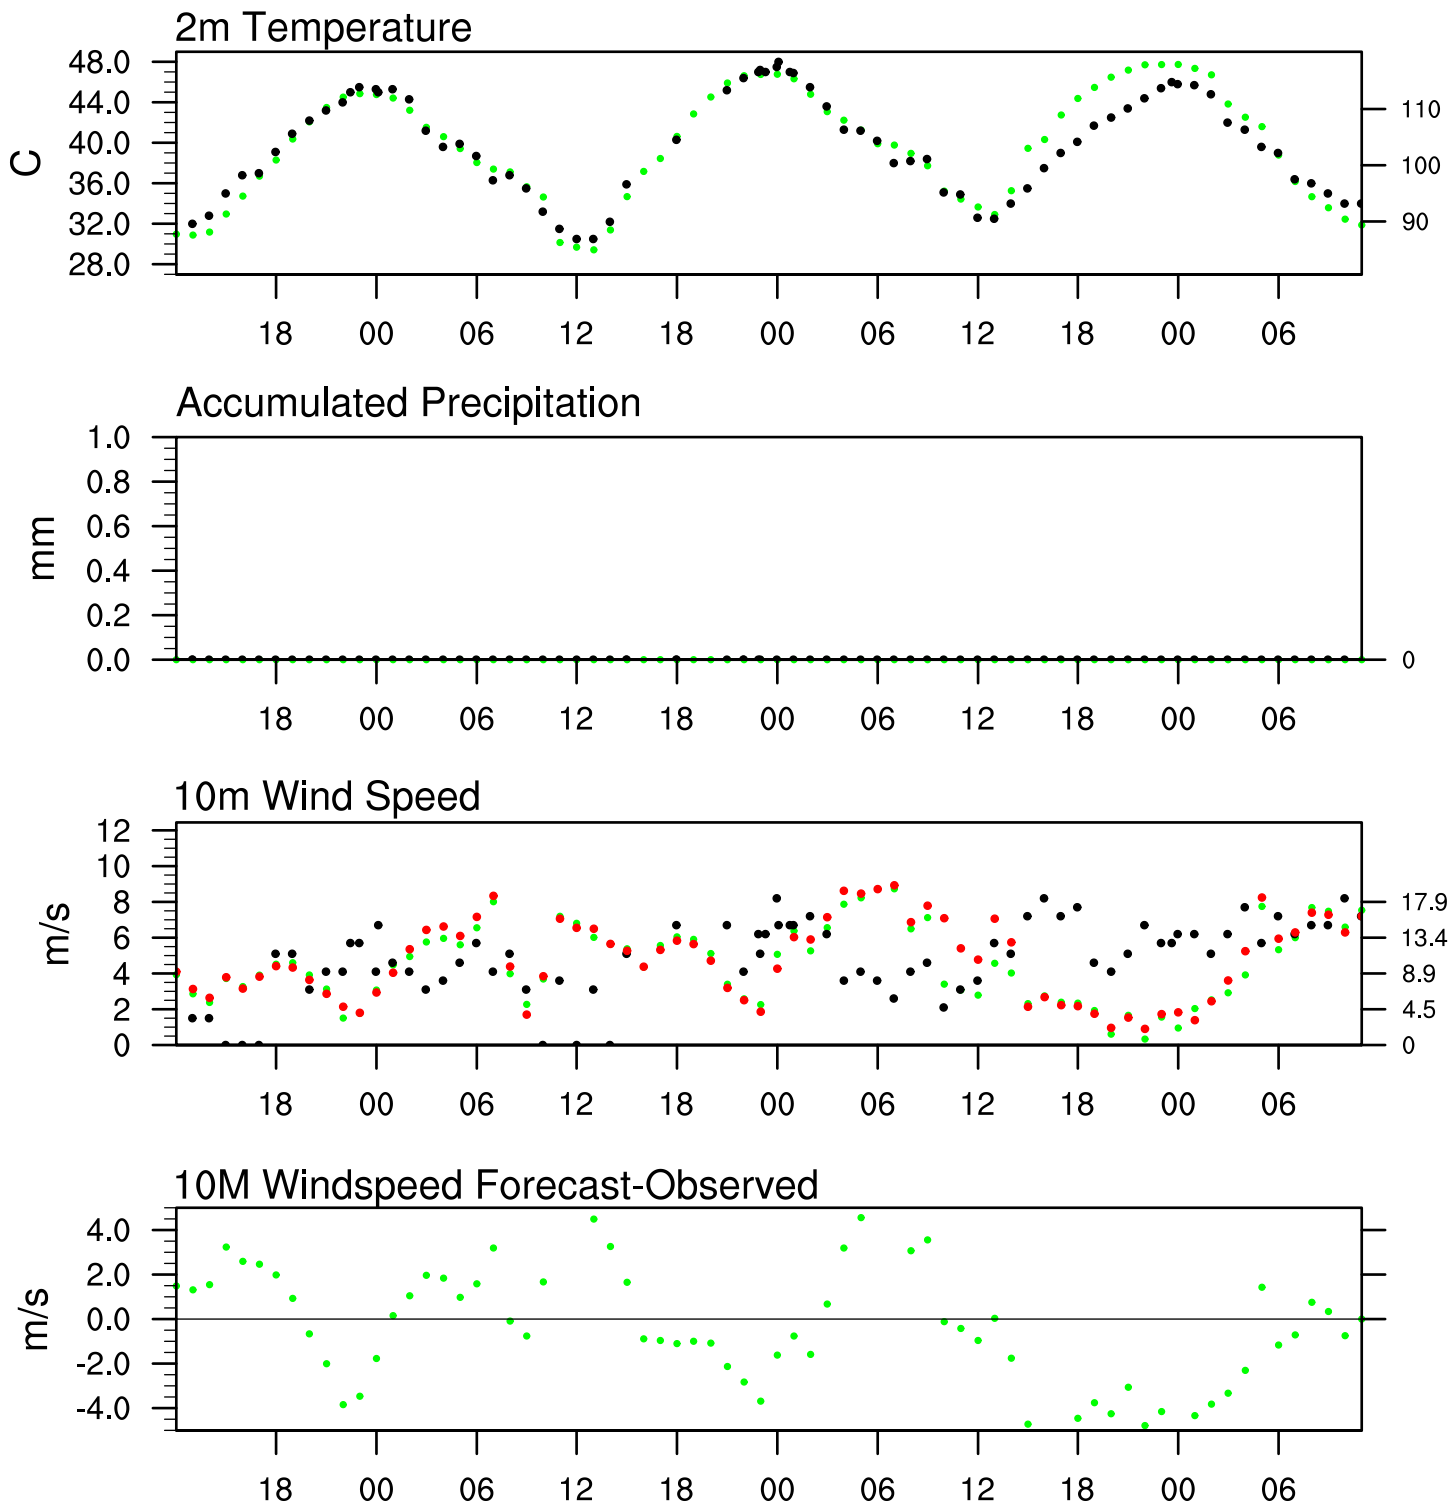 2m Temperature
48.0
44.0
40.0
36.0
32.0
28.0
C
110
100
90
18 00 06 12 18 00 06 12 18 00 06
Accumulated Precipitation
1.0
0.8
0.6
0.4
0.2
0.0
mm
0
18 00 06 12 18 00 06 12 18 00 06
10m Wind Speed
12
10
8
6
4
2
0
m/s
17.9
13.4
8.9
4.5
0
18 00 06 12 18 00 06 12 18 00 06
10M Windspeed Forecast-Observed
4.0
2.0
0.0
-2.0
-4.0
m/s
18 00 06 12 18 00 06 12 18 00 06